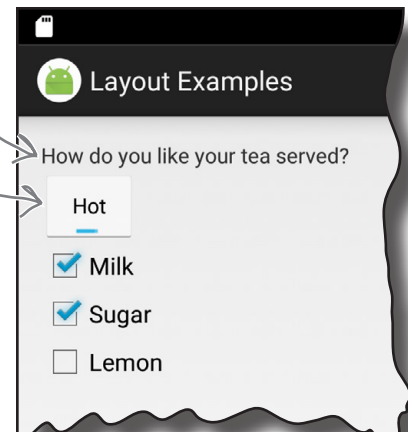 Layout Examples
How do you like your tea served?
Hot
Milk
Sugar
Lemon